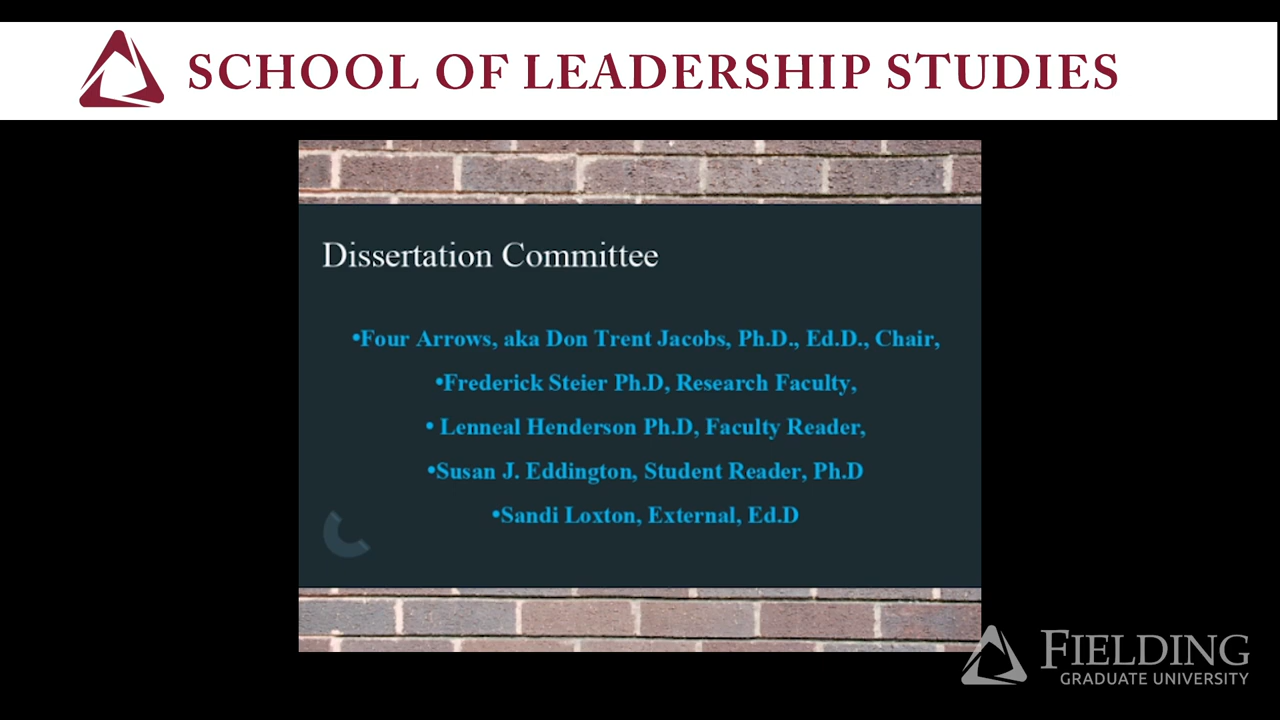 SCHOOL OF LEADERSHIP STUDIES
Dissertation Committee
•Four Arrows, aka Don Trent Jacobs, Ph.D., Ed.D., Chair,
•Frederick Steier Ph.D, Research Faculty,
• Lenneal Henderson Ph.D, Faculty Reader,
•Susan J. Eddington, Student Reader, Ph.D
•Sandi Loxton, External, Ed.D
FIELDING
GRADUATE UNIVERSITY